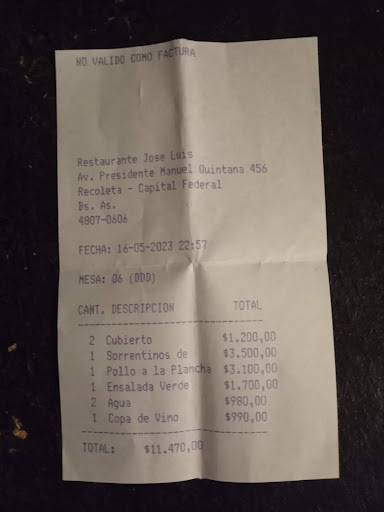 NO VALIDO COMO FACTURA
Restaurante Jose Luis
Av. Presidente Manuel Quintana 456
Recoleta - Capital Federal
Bs. As.
4807-0606
FECHA: 16-05-2023 22:57
MESA: 06 (DDD)
CANT. DESCRIPCION TOTAL
2 Cubierto $1.200,00
1 Sorrentinos de $3.500,00
1 Pollo a la Plancha $3.100,00
1 Ensalada Verde $1.700,00
2 Agua $980,00
1 Copa de Vino $990,00
TOTAL: $11.470,00